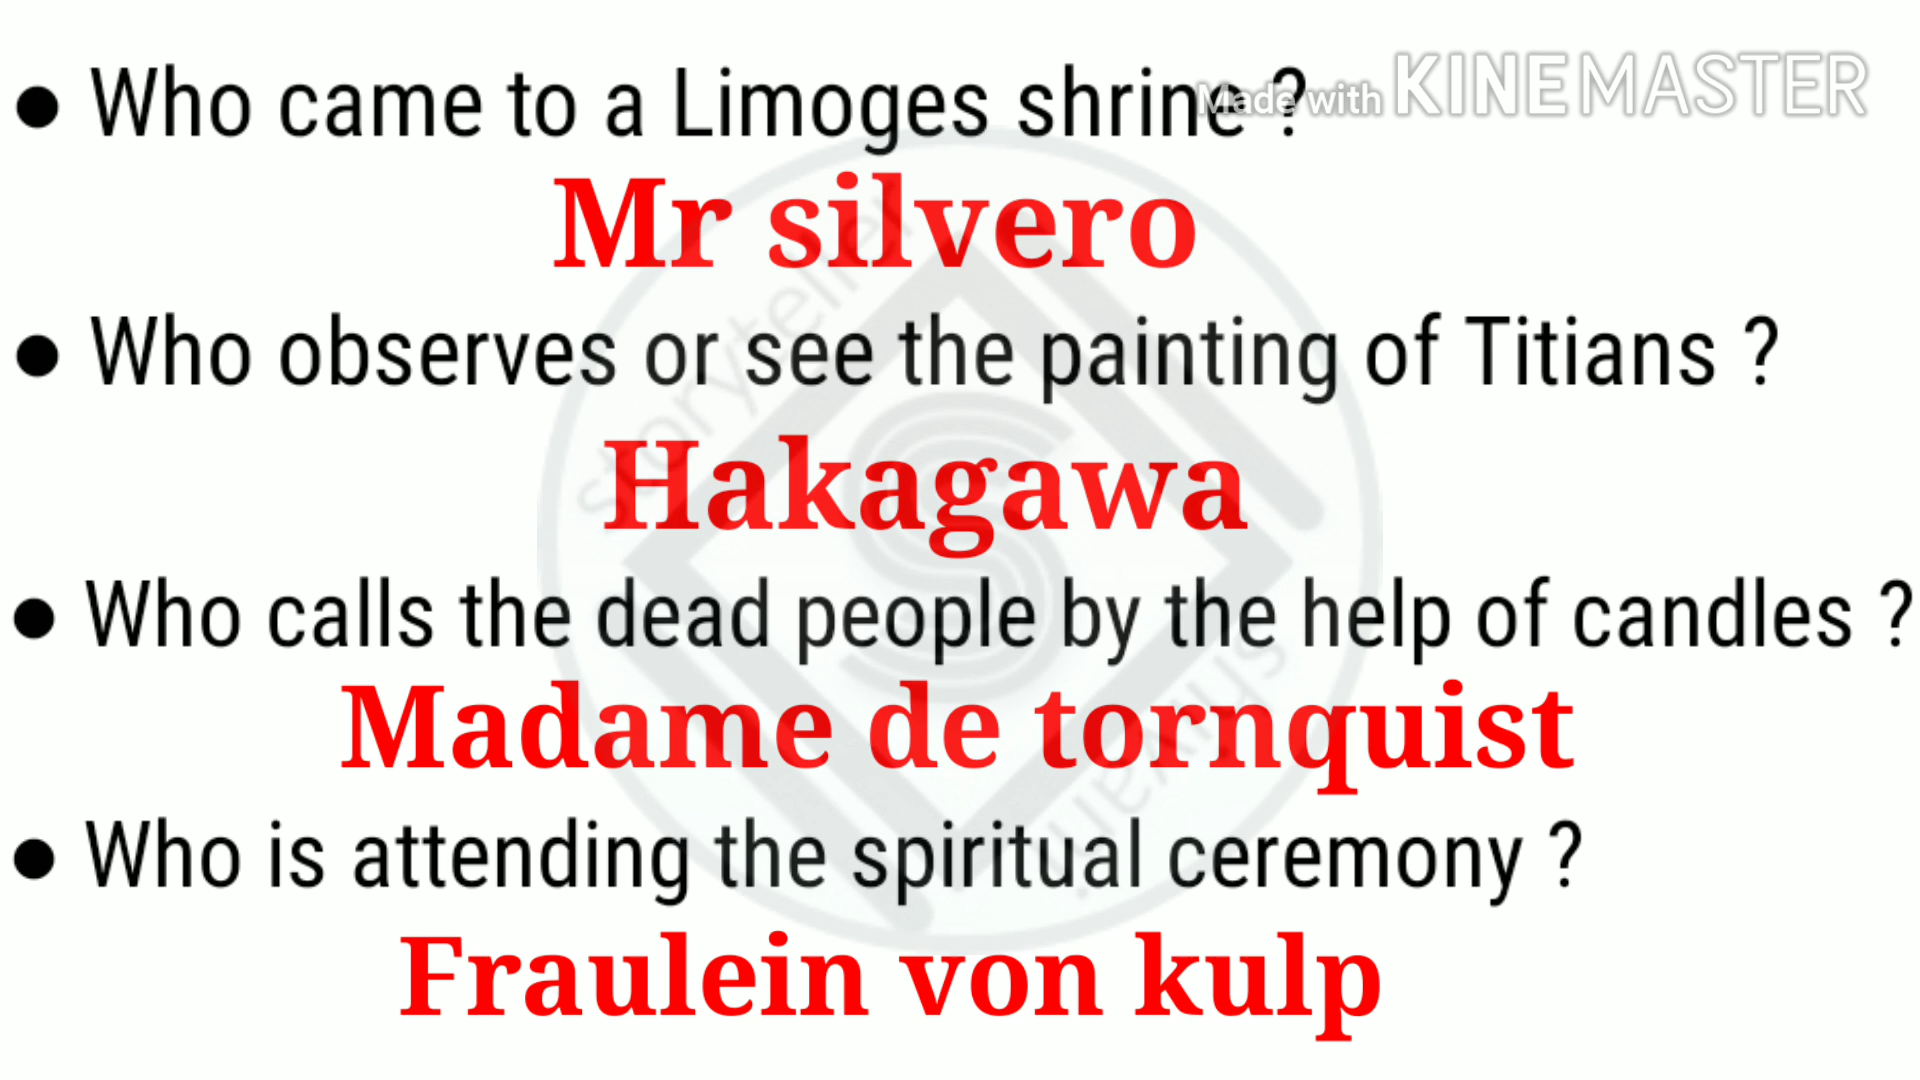 ● Who came to a Limoges shrine ?
Made with KINEMASTER
Mr silvero
● Who observes or see the painting of Titians ?
Hakagawa
● Who calls the dead people by the help of candles ?
Madame de tornquist
● Who is attending the spiritual ceremony ?
Fraulein von kulp
storyteller
shixain